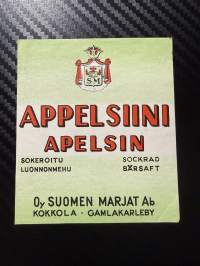 SM
APPELSIINI
APELSIN
SOKEROITU SOCKRAD
LUONNONMEHU BÄRSAFT
Oy SUOMEN MARJAT Ab
KOKKOLA - GAMLAKARLEBY